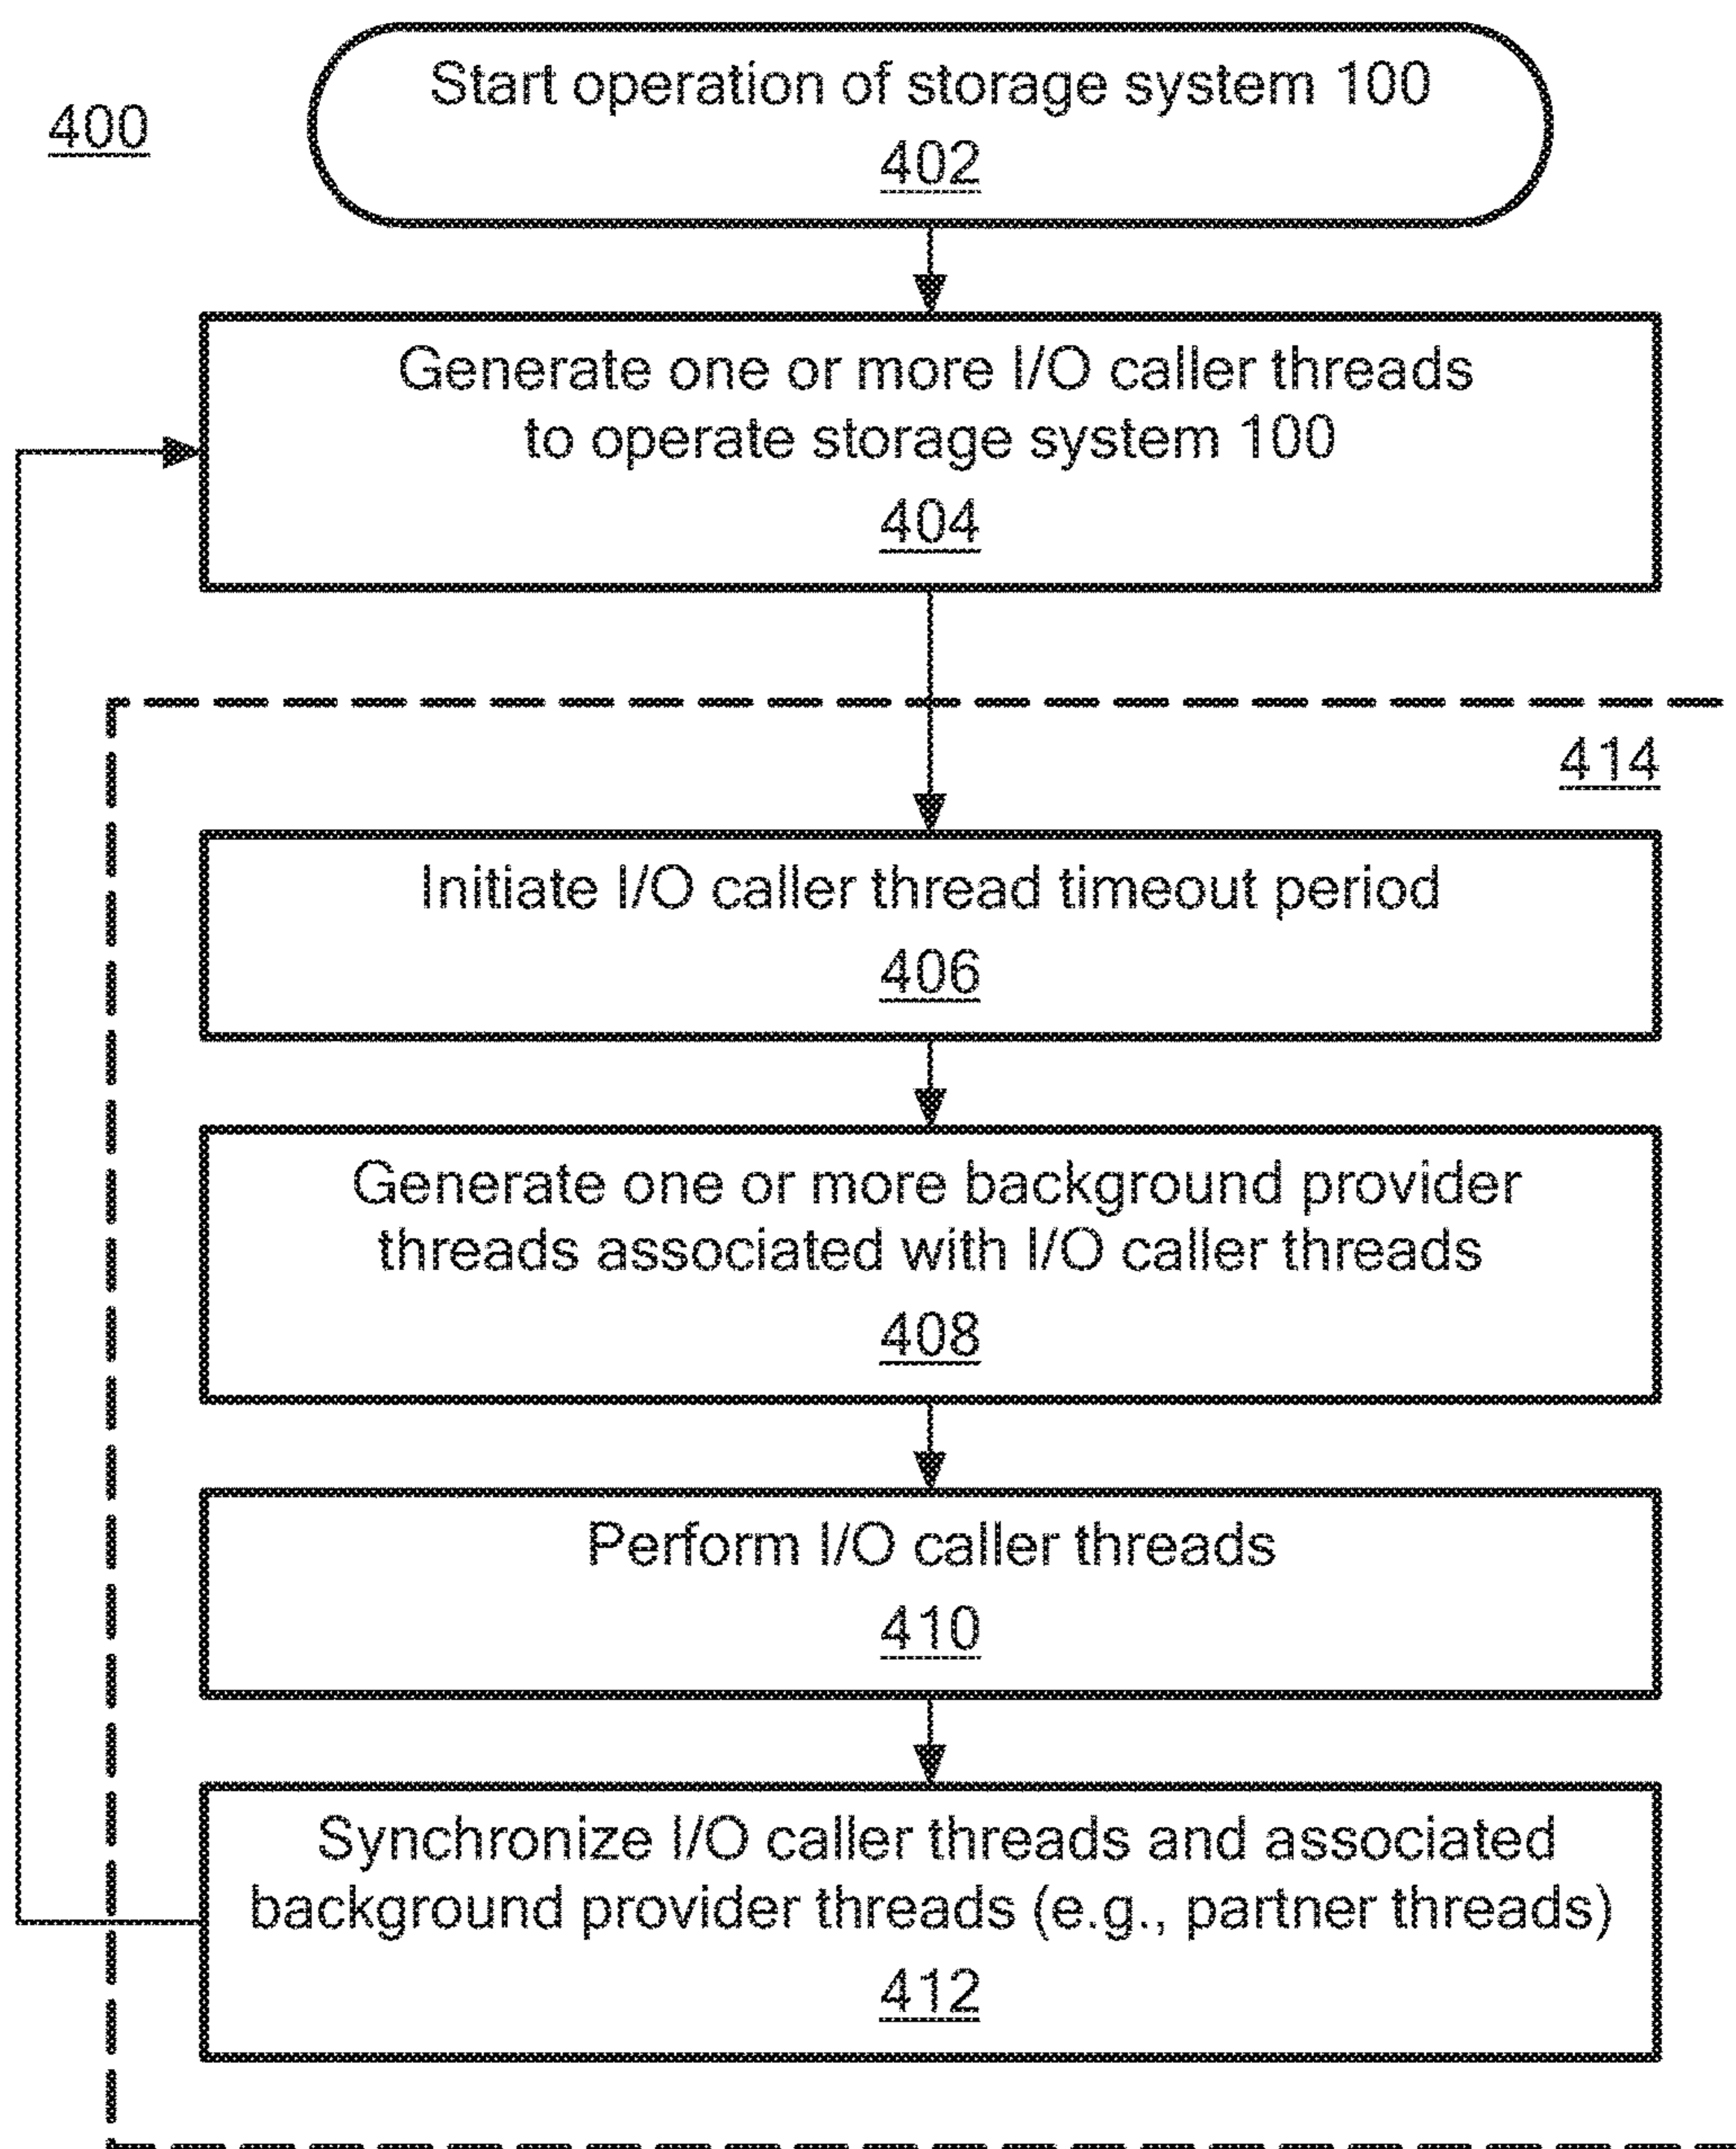 400
Start operation of storage system 100
402
Generate one or more I/O caller threads
to operate storage system 100
404
414
Initiate I/O caller thread timeout period
406
Generate one or more background provider
threads associated with I/O caller threads
408
Perform I/O caller threads
410
Synchronize I/O caller threads and associated
background provider threads (e.g., partner threads)
412